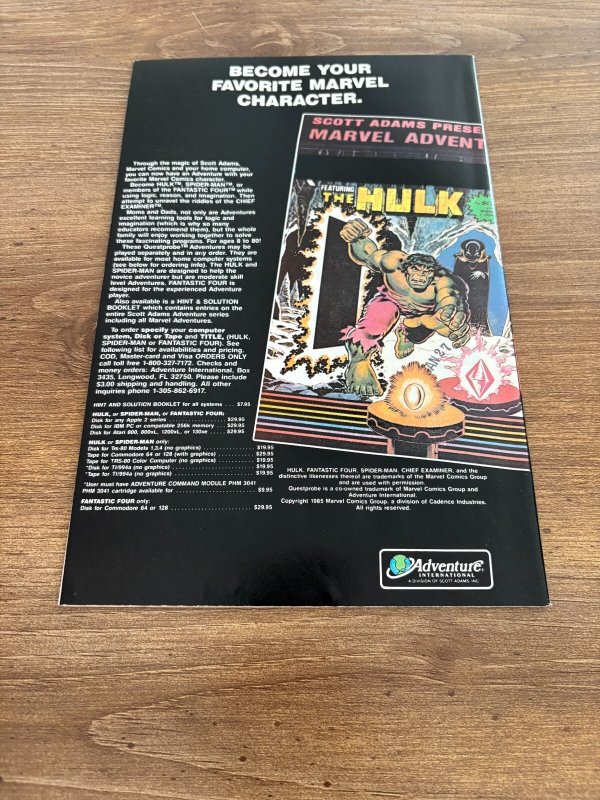 BECOME YOUR
FAVORITE MARVEL
CHARACTER.
Through the magic of Scott Adams,
Marvel Comics and your home computer,
you can now have an Adventure with your
favorite Marvel Comics character.
Become HULK™, SPIDER-MAN™, or
members of the FANTASTIC FOUR™ while
using logic, reason, and imagination. Then
attempt to unravel the riddles of the CHIEF
EXAMINER™.
Moms and Dads, not only are Adventures
excellent learning tools for logic and
imagination (which is why so many
educators recommend them), but the whole
family will enjoy working together to solve
these fascinating programs. For ages 8 to 80!
These Questprobe Adventures may be
played separately and in any order. They are
available for most home computer systems
(see below for ordering info). The HULK and
SPIDER-MAN are designed to help the
novice adventurer but are moderate skill
level Adventures, FANTASTIC FOUR is
designed for the experienced Adventure
player.
Also available is a HINT & SOLUTION
BOOKLET which contains entries on the
entire Scott Adams Adventure series
including all Marvel Adventures.
To order specify your computer
system, Disk or Tape and TITLE, (HULK,
SPIDER-MAN or FANTASTIC FOUR). See
following list for availabilities and pricing
COD, Master-card and Visa ORDERS ONLY
call toll free 1-800-327-7172. Checks and
money orders: Adventure International, Box
3435, Longwood, FL 32750. Please include
$3.00 shipping and handling. All other
inquiries phone 1-305-862-6917.
HINT AND SOLUTION BOOKLET for all systems . . . $7.95
HULK, or SPIDER-MAN, or FANTASTIC FOUR:
Disk for any Apple 2 series $29.95
Disk for IBM PC or compatable 256k memory $29.95
Disk for Atari 800, 800xL, 1200xL, or 130xe $29.95
HULK or SPIDER-MAN only:
Disk for Trs-80 Models 1,3,4 (no graphics) $19.95
Tape for Commodore 64 or 128 (with graphics) $29.95
Tape for TRS-80 Color Computer (no graphics) $19.95
*Disk for Ti/994a (no graphics) $19.95
*Tape for Ti/994a (no graphics) $19.95
*User must have ADVENTURE COMMAND MODULE PHM 3041
PHM 3041 cartridge available for $9.95
FANTASTIC FOUR only:
Disk for Commodore 64 or 128 $29.95
SCOTT ADAMS PRESE
MARVEL ADVENT
FEATURING
THE HULK
HULK, FANTASTIC FOUR, SPIDER-MAN, CHIEF EXAMINER, and the
distinctive likenesses thereof are trademarks of the Marvel Comics Group
and are used with permission.
Questprobe is a co-owned trademark of Marvel Comics Group and
Adventure International.
Copyright 1985 Marvel Comics Group, a division of Cadence Industries.
All rights reserved.
Adventure
INTERNATIONAL
A DIVISION OF SCOTT ADAMS, INC.